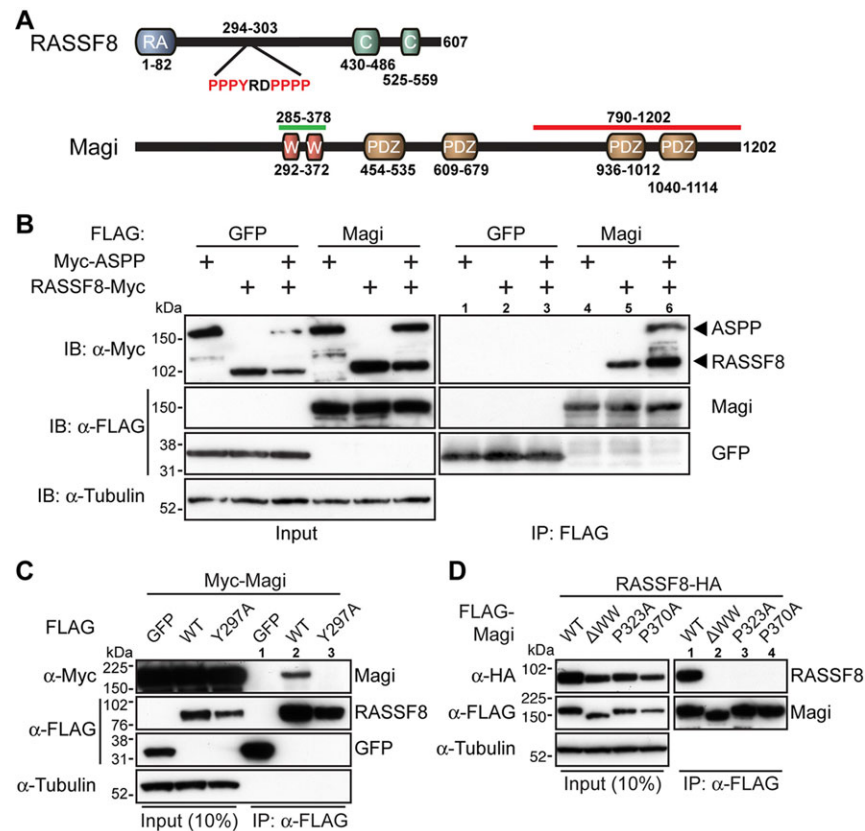 A
RASSF8
RA
294-303
C
C
607
1-82
430-486
525-559
PPPYRDPPPP
285-378
790-1202
Magi
W
W
PDZ
PDZ
PDZ
PDZ
1202
292-372
454-535
609-679
936-1012
1040-1114
B
FLAG: GFP Magi GFP Magi
Myc-ASPP + + + + + + + +
RASSF8-Myc + + + + + + + +
kDa 1 2 3 4 5 6
IB: α-Myc
150-
102-
ASPP
RASSF8
IB: α-FLAG
150-
Magi
38-
31-
GFP
IB: α-Tubulin
52-
Input
IP: FLAG
C
Myc-Magi
FLAG GFP WT Y297A GFP WT Y297A
kDa 1 2 3
α-Myc
225-
150-
Magi
α-FLAG
102-
76-
RASSF8
38-
31-
GFP
α-Tubulin
52-
Input (10%)
IP: α-FLAG
D
RASSF8-HA
FLAG-
Magi
WT ΔWW P323A P370A WT ΔWW P323A P370A
kDa 1 2 3 4
α-HA
102-
RASSF8
α-FLAG
225-
150-
Magi
α-Tubulin
52-
Input (10%)
IP: α-FLAG